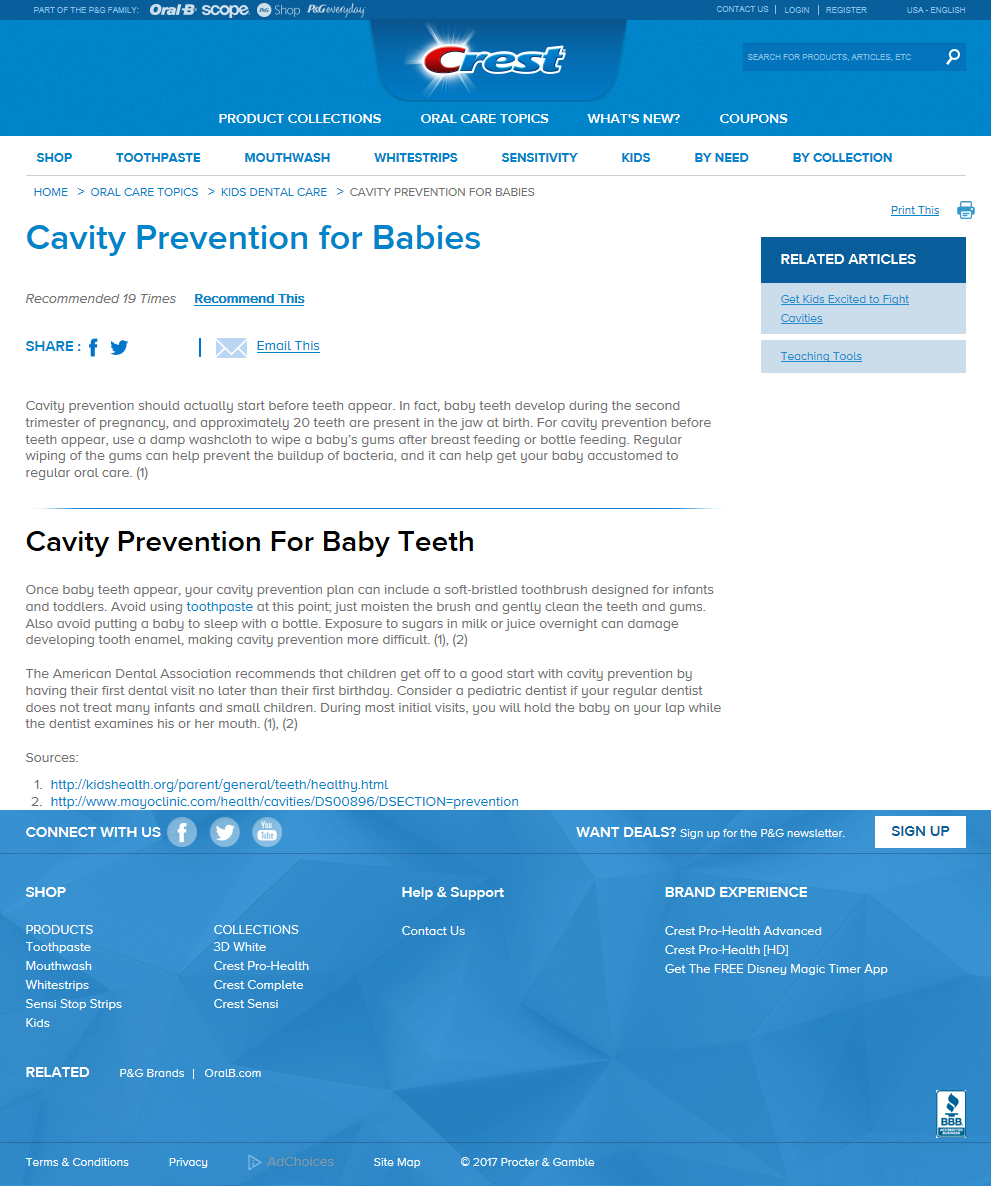 PART OF THE P&G FAMILY: Oral-B scope P&G Shop P&G everyday
CONTACT US | LOGIN | REGISTER USA - ENGLISH
Crest
SEARCH FOR PRODUCTS, ARTICLES, ETC
PRODUCT COLLECTIONS ORAL CARE TOPICS WHAT'S NEW? COUPONS
SHOP TOOTHPASTE MOUTHWASH WHITESTRIPS SENSITIVITY KIDS BY NEED BY COLLECTION
HOME > ORAL CARE TOPICS > KIDS DENTAL CARE > CAVITY PREVENTION FOR BABIES
Print This
Cavity Prevention for Babies
RELATED ARTICLES
Get Kids Excited to Fight
Cavities
Teaching Tools
Recommended 19 Times Recommend This
SHARE : | Email This
Cavity prevention should actually start before teeth appear. In fact, baby teeth develop during the second
trimester of pregnancy, and approximately 20 teeth are present in the jaw at birth. For cavity prevention before
teeth appear, use a damp washcloth to wipe a baby's gums after breast feeding or bottle feeding. Regular
wiping of the gums can help prevent the buildup of bacteria, and it can help get your baby accustomed to
regular oral care. (1)
Cavity Prevention For Baby Teeth
Once baby teeth appear, your cavity prevention plan can include a soft-bristled toothbrush designed for infants
and toddlers. Avoid using toothpaste at this point; just moisten the brush and gently clean the teeth and gums.
Also avoid putting a baby to sleep with a bottle. Exposure to sugars in milk or juice overnight can damage
developing tooth enamel, making cavity prevention more difficult. (1), (2)
The American Dental Association recommends that children get off to a good start with cavity prevention by
having their first dental visit no later than their first birthday. Consider a pediatric dentist if your regular dentist
does not treat many infants and small children. During most initial visits, you will hold the baby on your lap while
the dentist examines his or her mouth. (1), (2)
Sources:
1. http://kidshealth.org/parent/general/teeth/healthy.html
2. http://www.mayoclinic.com/health/cavities/DS00896/DSECTION=prevention
CONNECT WITH US You Tube WANT DEALS? Sign up for the P&G newsletter. SIGN UP
SHOP
PRODUCTS
Toothpaste
Mouthwash
Whitestrips
Sensi Stop Strips
Kids
COLLECTIONS
3D White
Crest Pro-Health
Crest Complete
Crest Sensi
Help & Support
Contact Us
BRAND EXPERIENCE
Crest Pro-Health Advanced
Crest Pro-Health [HD]
Get The FREE Disney Magic Timer App
RELATED P&G Brands | OralB.com
BBB.
ACCREDITED
BUSINESS
Terms & Conditions Privacy AdChoices Site Map © 2017 Procter & Gamble